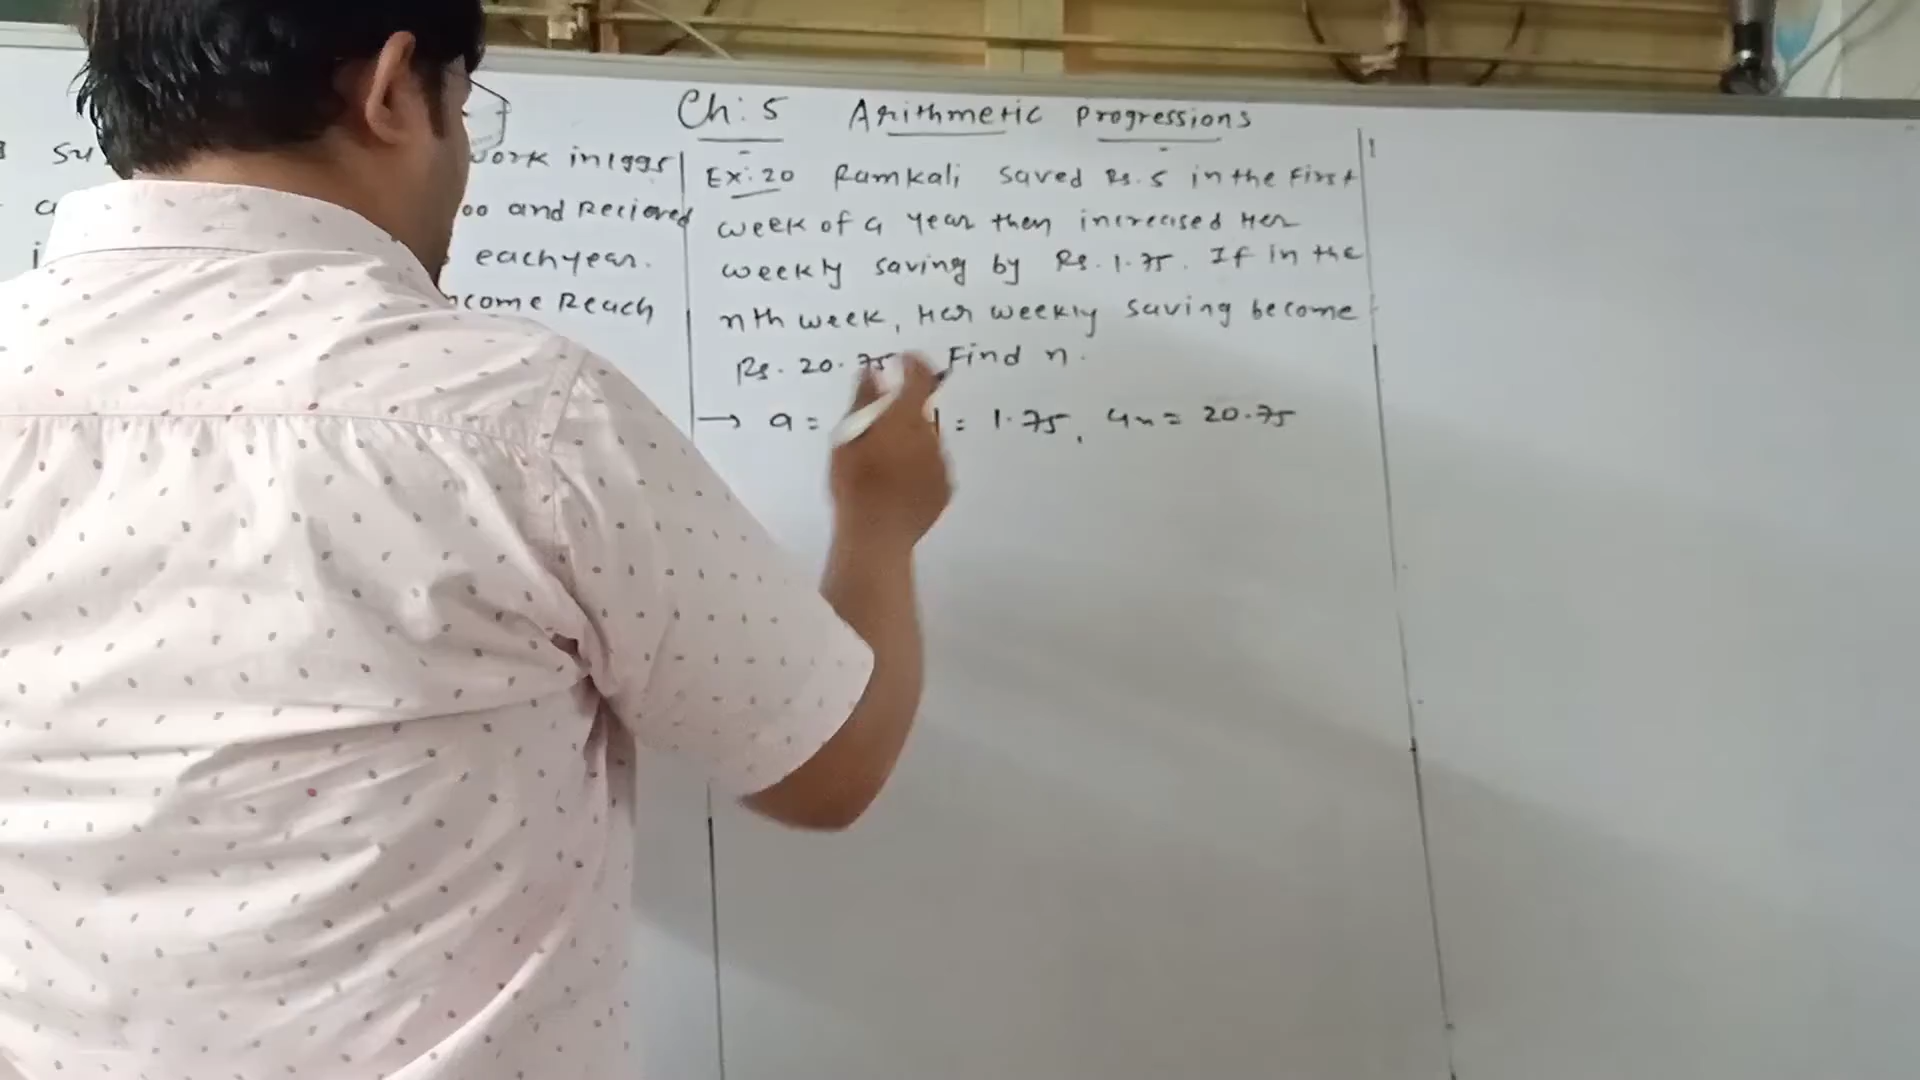 Ch: 5 Arithmetic Progressions
work in 1995
00 and Recieved
each year.
ncome Reach
Ex: 20 Ramkali saved Rs. 5 in the First
week of a year then increased Her
weekly saving by Rs. 1.75. If in the
nth week, Her weekly saving become
Rs. 20.75 Find n.
→ a = = 1.75, an = 20.75